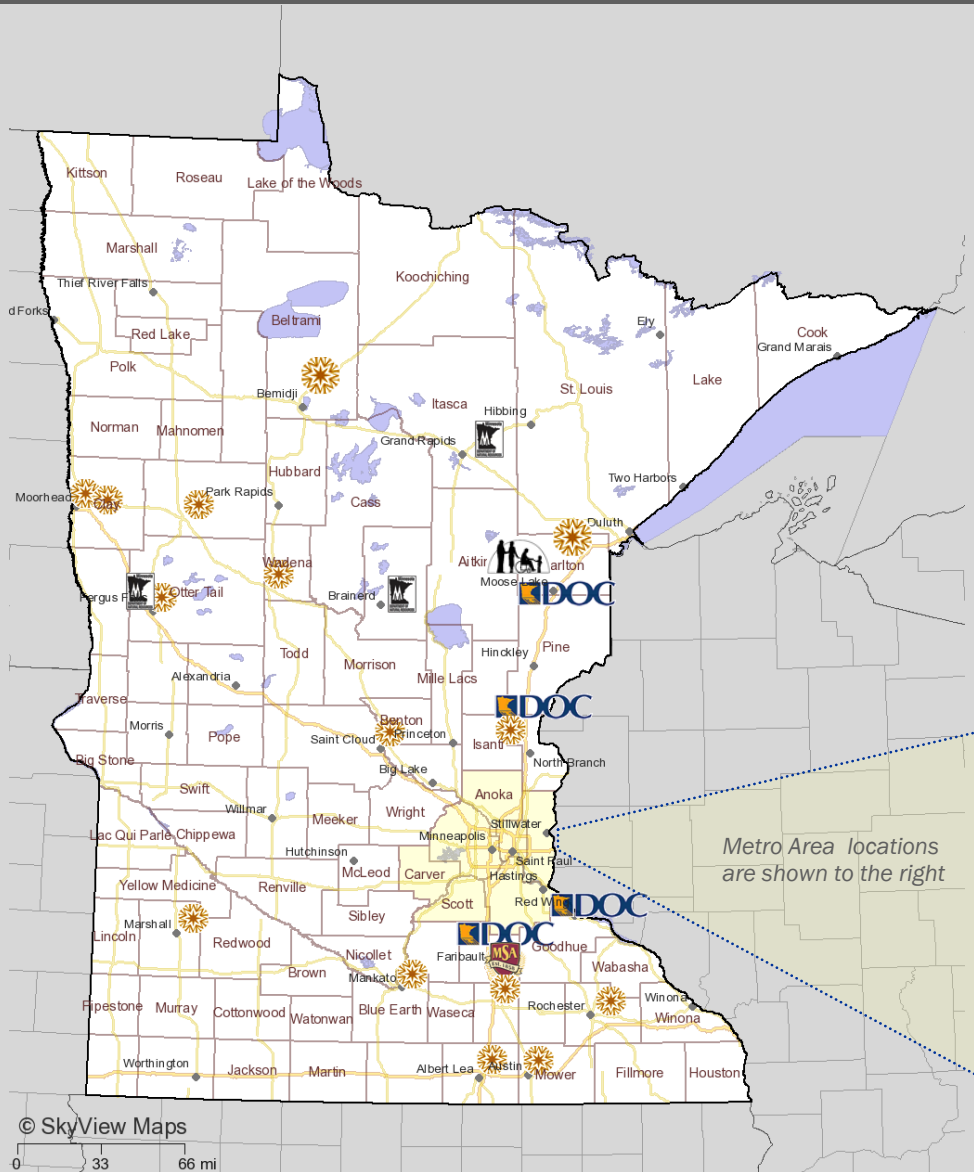 Kittson
Roseau
Lake of the Woods
Marshall
Koochiching
Thief River Falls
d Forks
Beltrami
Red Lake
Ely
Cook
Grand Marais
Polk
Lake
Bemidji
St. Louis
Itasca
Hibbing
Norman
Mahnomen
Grand Rapids
Hubbard
Two Harbors
Moorhead
Clay
Park Rapids
Cass
Duluth
Aitkin
arlton
Wadena
Moose Lake
Fergus F
Otter Tail
Brainerd
DOC
Todd
Hinckley
Pine
Morrison
Mille Lacs
Alexandria
Traverse
DOC
Benton
Morris
Pope
Saint Cloud
Princeton
Isanti
Big Stone
North Branch
Big Lake
Swift
Anoka
Willmar
Wright
Meeker
Stillwater
Lac Qui Parle
Chippewa
Minneapolis
Metro Area locations
are shown to the right
Hutchinson
Saint Paul
McLeod
Carver
Hastings
Yellow Medicine
Renville
Scott
Red Win
DOC
Sibley
Marshall
Lincoln
Redwood
DOC
Faribault
Goodhue
MSA
Nicollet
Wabasha
Brown
Mankato
Pipestone
Murray
Cottonwood
Watonwan
Blue Earth
Waseca
Rochester
Winona
Winona
Worthington
Jackson
Martin
Albert Lea
Austin
Mower
Fillmore
Houston
© SkyView Maps
0 33 66 mi